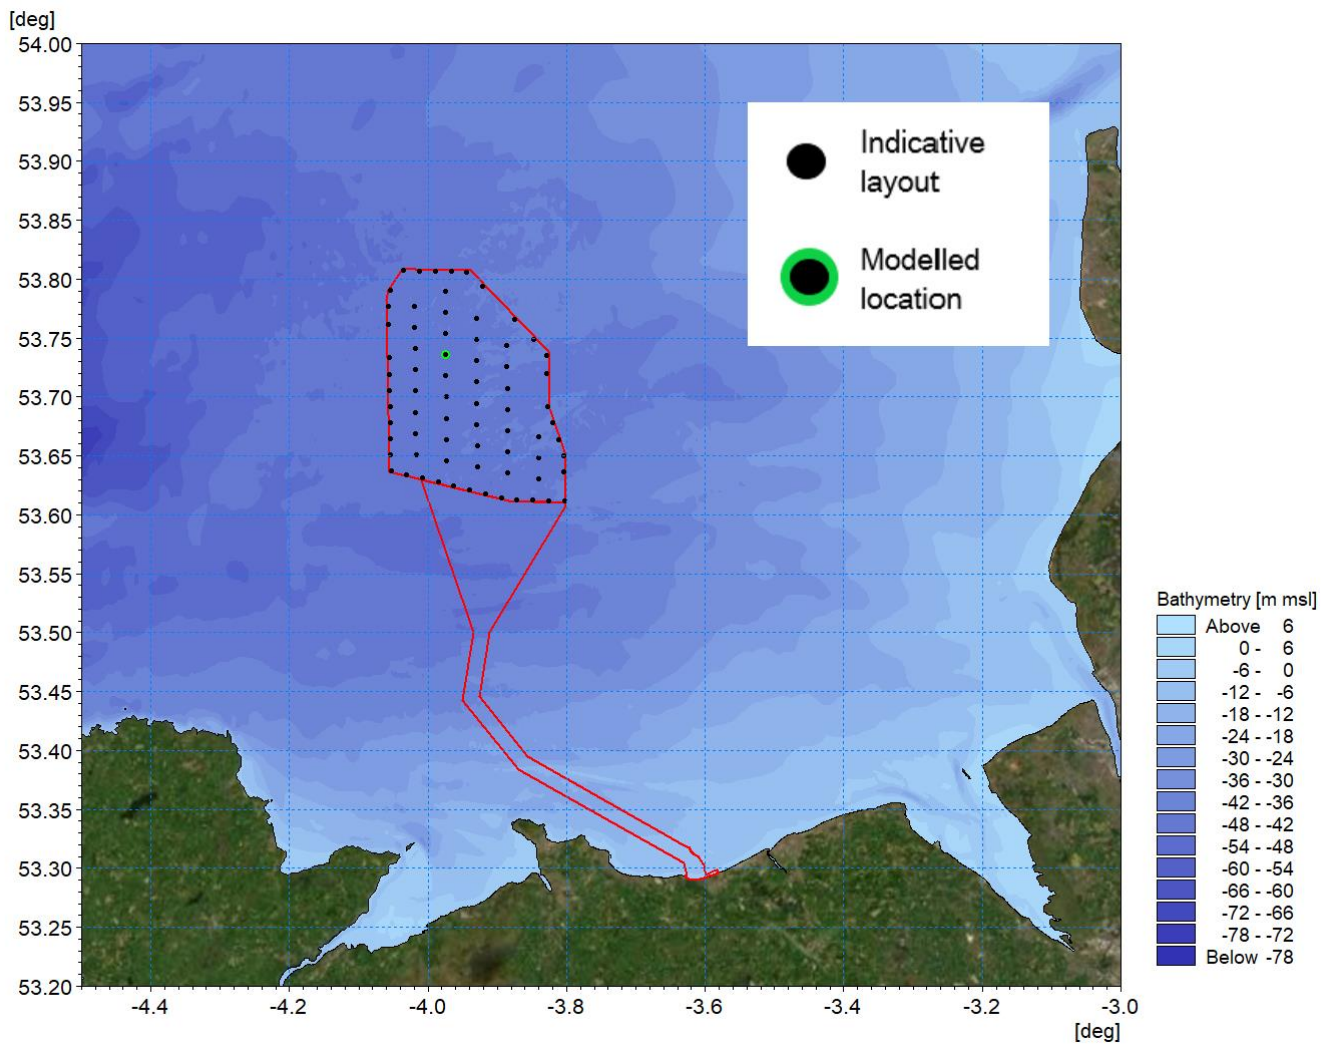 [deg]
54.00
53.95
53.90
53.85
53.80
53.75
53.70
53.65
53.60
53.55
53.50
53.45
53.40
53.35
53.30
53.25
53.20
-4.4
-4.2
-4.0
-3.8
-3.6
-3.4
-3.2
-3.0
[deg]
Indicative
layout
Modelled
location
Bathymetry [m msl]
Above 6
0 - 6
-6 - 0
-12 - -6
-18 - -12
-24 - -18
-30 - -24
-36 - -30
-42 - -36
-48 - -42
-54 - -48
-60 - -54
-66 - -60
-72 - -66
-78 - -72
Below -78